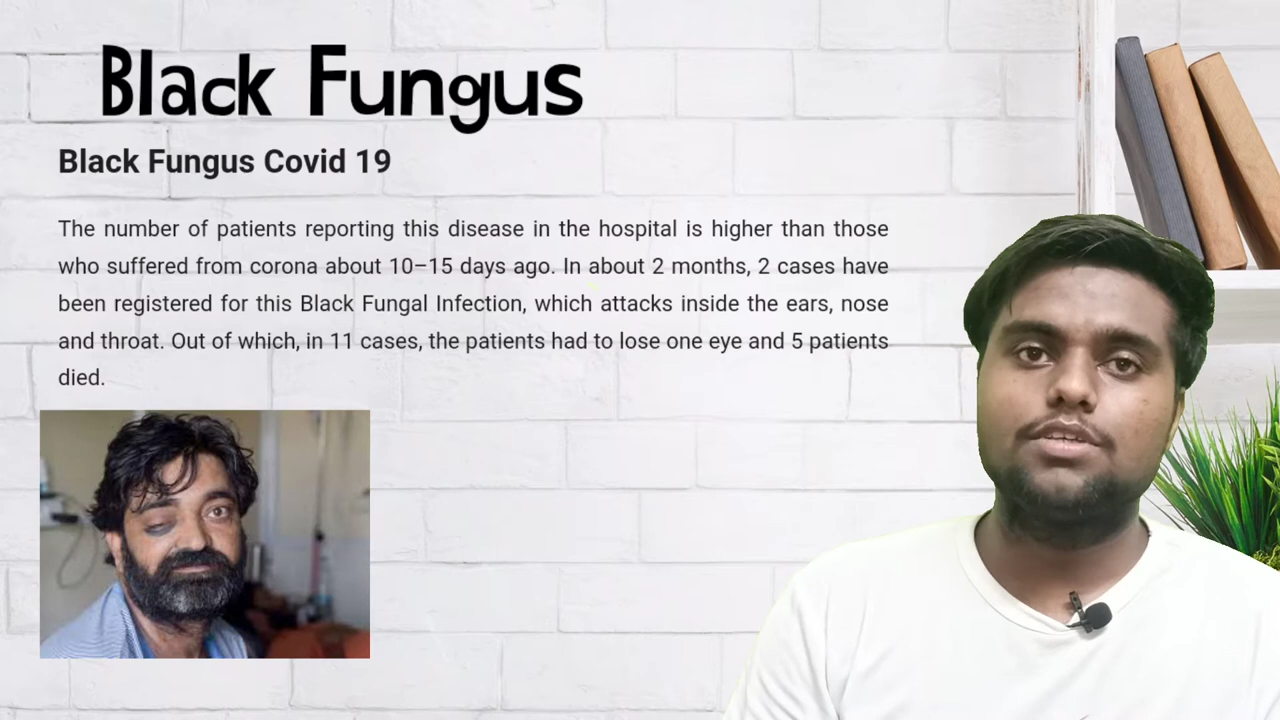 Black Fungus
Black Fungus Covid 19
The number of patients reporting this disease in the hospital is higher than those
who suffered from corona about 10–15 days ago. In about 2 months, 2 cases have
been registered for this Black Fungal Infection, which attacks inside the ears, nose
and throat. Out of which, in 11 cases, the patients had to lose one eye and 5 patients
died.